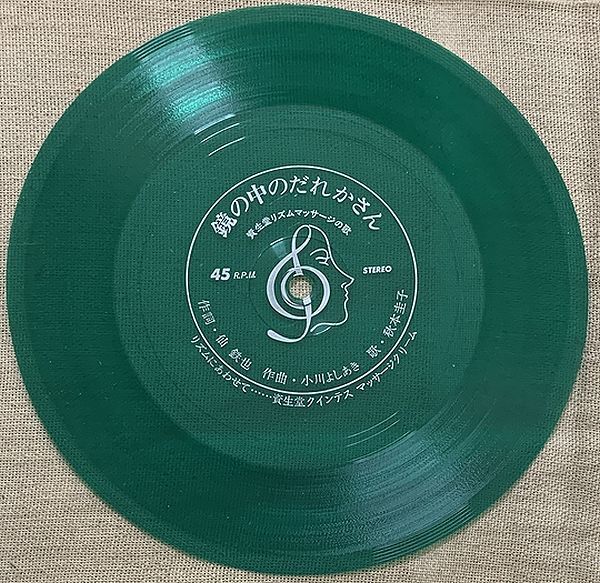 鏡の中のだれかさん
資生堂リズムマッサージの歌
45 R.P.M.
STEREO
作詞・仙 鉄也 作曲・小川よしあき 歌・秋本圭子
リズムにあわせて……資生堂クインテス マッサージクリーム